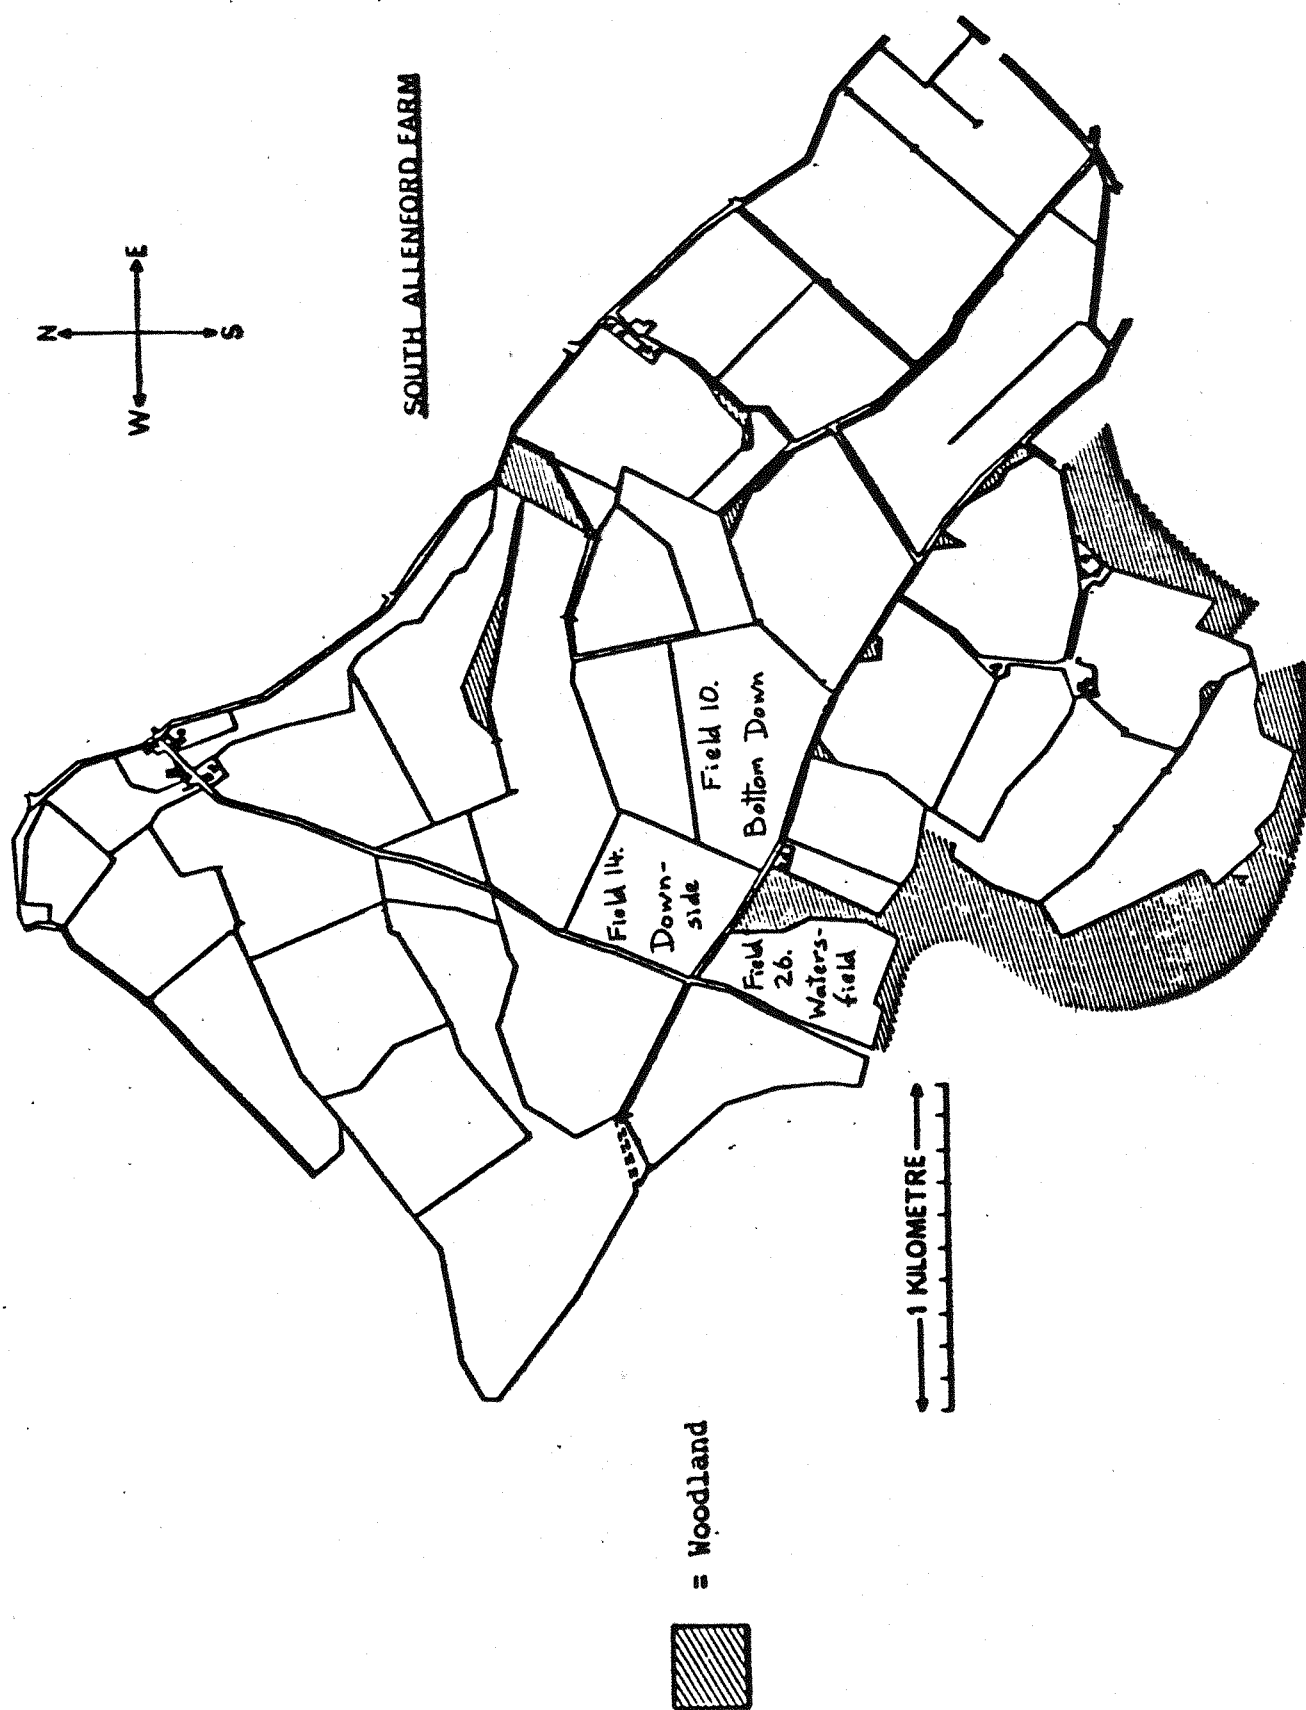 SOUTH ALLENFORD FARM
N
W
E
S
Field 14.
Down-
side
Field 10.
Bottom Down
Field
26.
Waters-
field
1 KILOMETRE
= Woodland